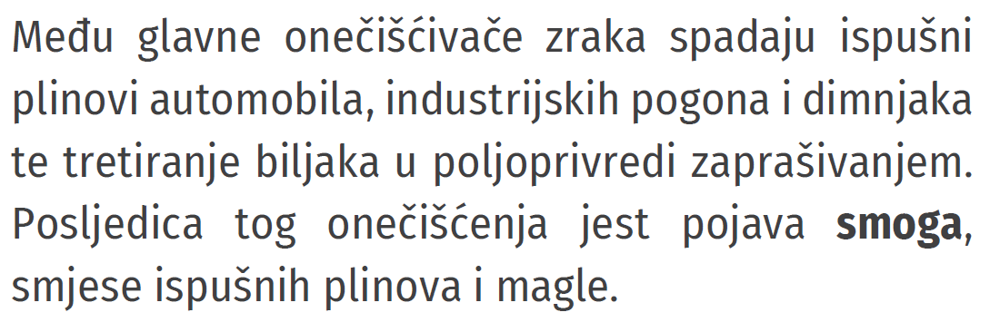 Među glavne onečišćivače zraka spadaju ispušni
plinovi automobila, industrijskih pogona i dimnjaka
te tretiranje biljaka u poljoprivredi zaprašivanjem.
Posljedica tog onečišćenja jest pojava smoga,
smjese ispušnih plinova i magle.